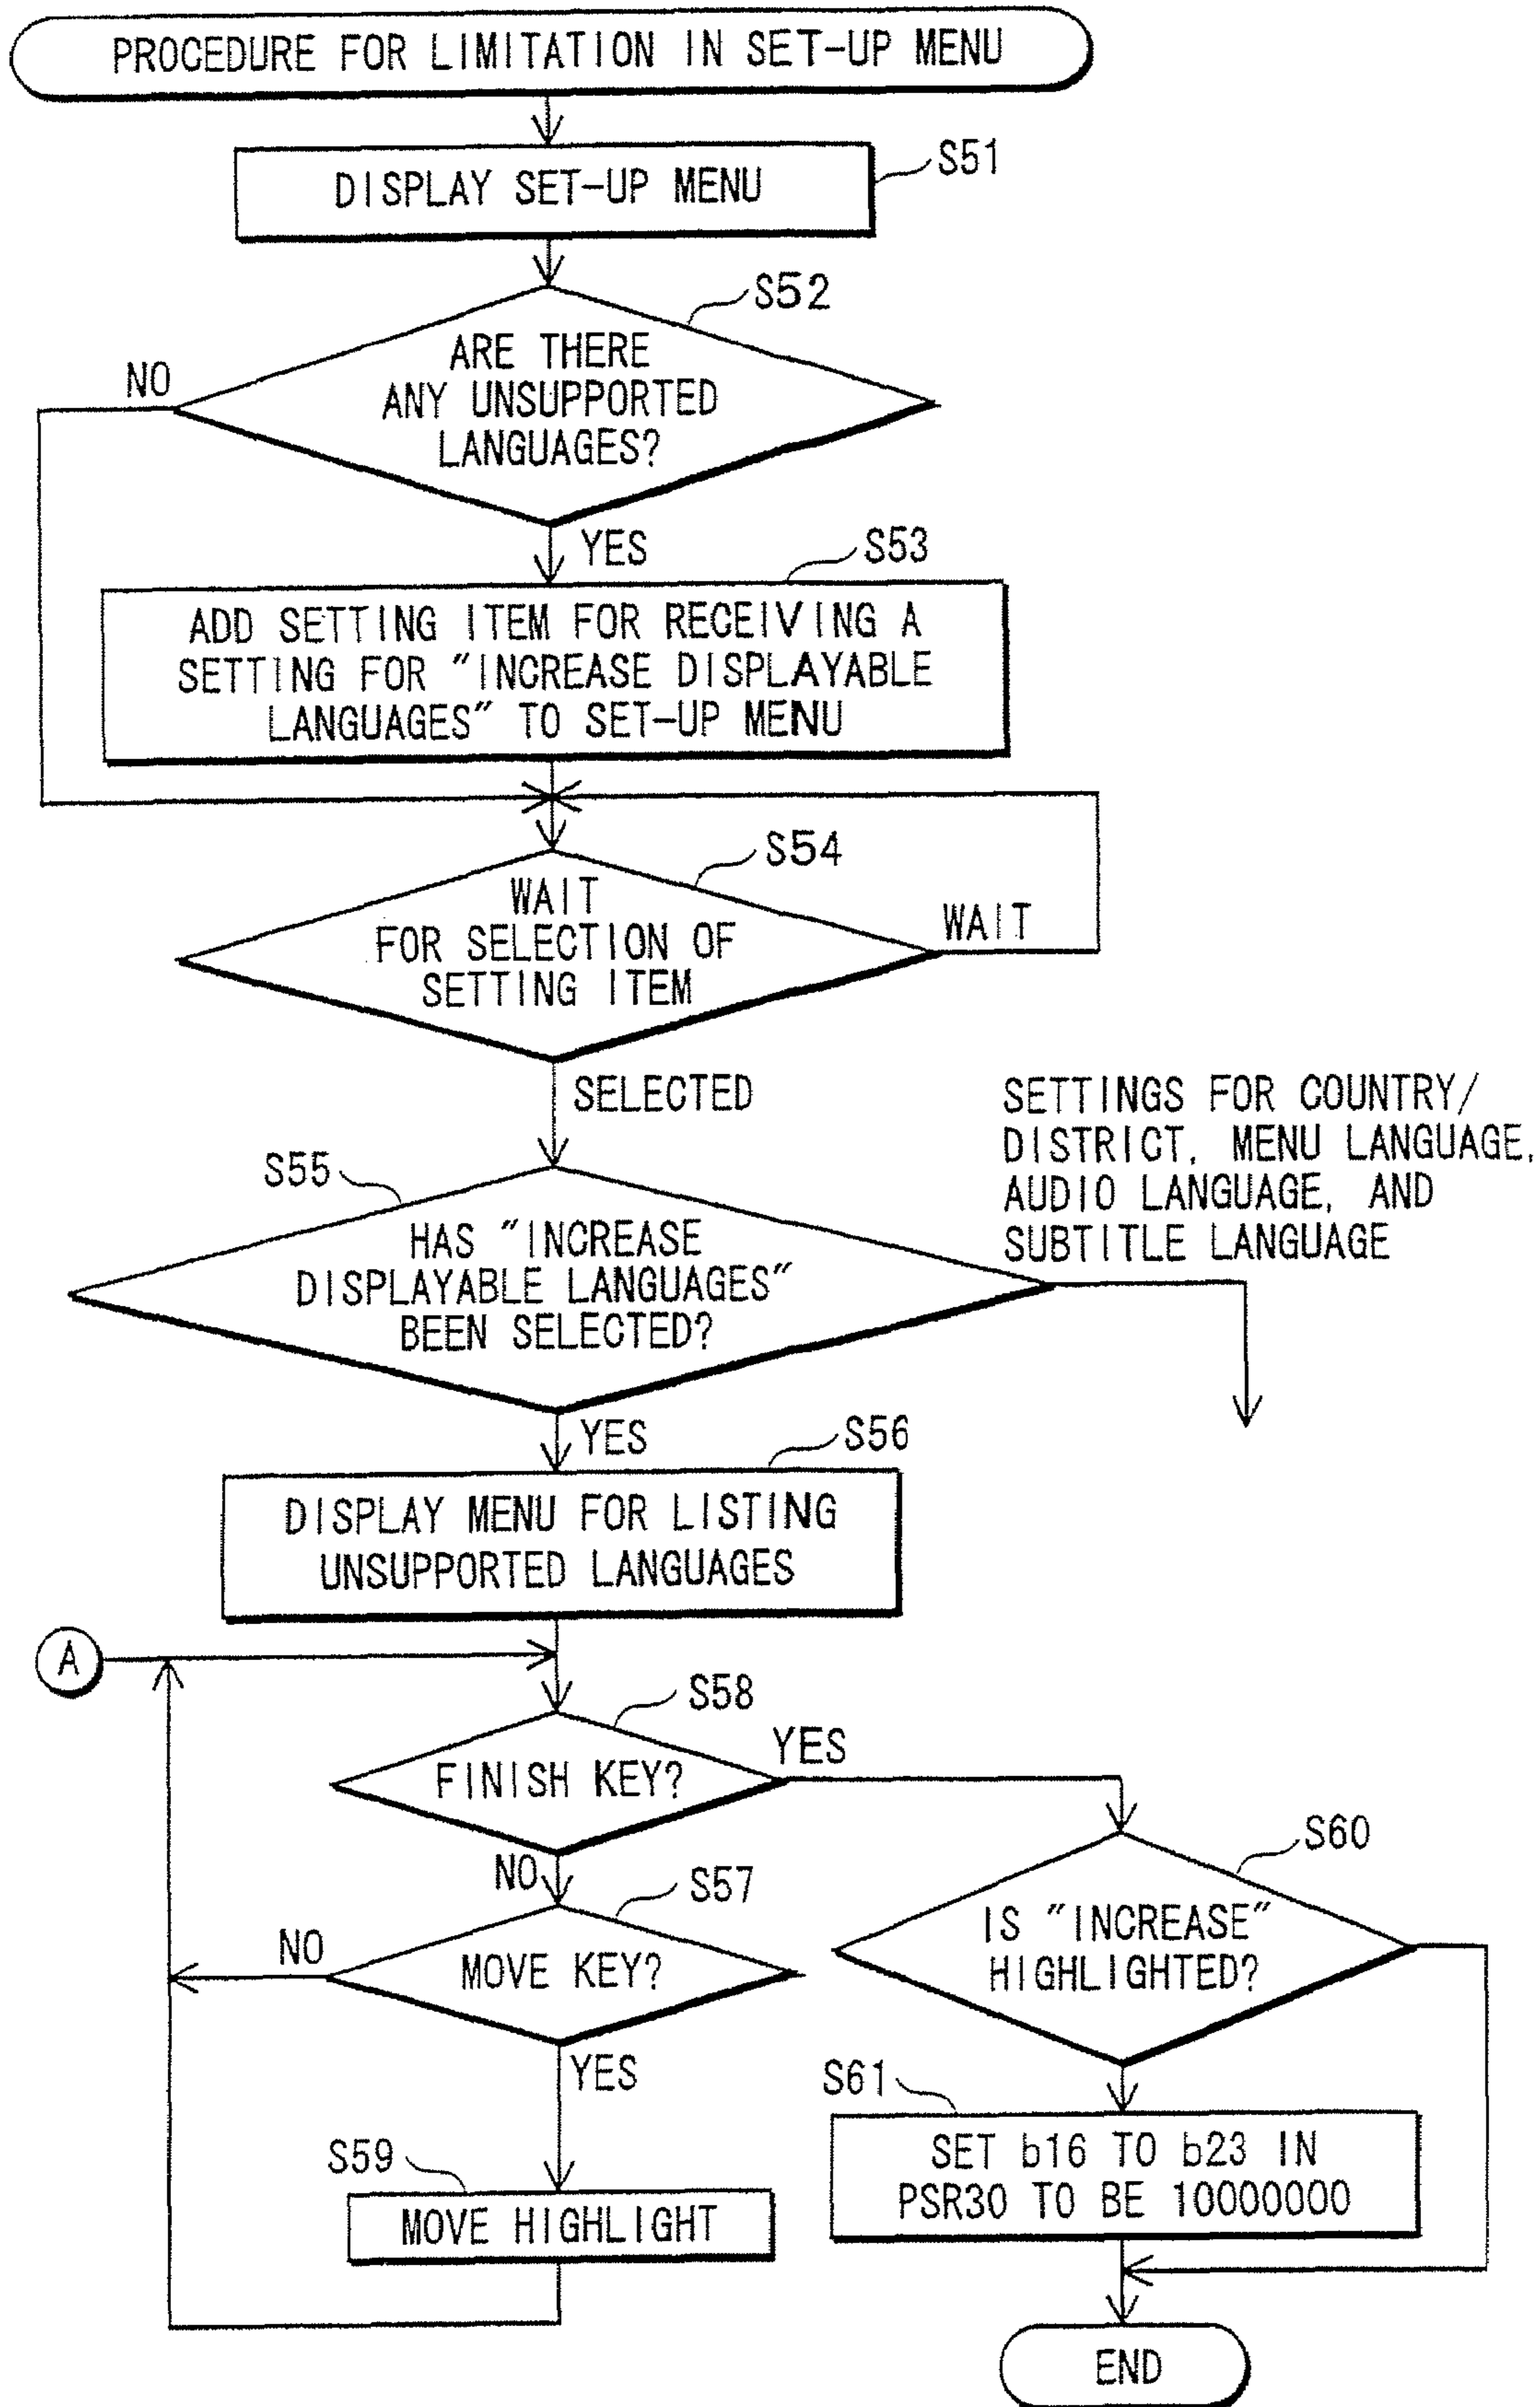 PROCEDURE FOR LIMITATION IN SET-UP MENU
S51
DISPLAY SET-UP MENU
S52
ARE THERE
ANY UNSUPPORTED
LANGUAGES?
NO
YES
S53
ADD SETTING ITEM FOR RECEIVING A
SETTING FOR "INCREASE DISPLAYABLE
LANGUAGES" TO SET-UP MENU
S54
WAIT
FOR SELECTION OF
SETTING ITEM
WAIT
SELECTED
SETTINGS FOR COUNTRY/
DISTRICT, MENU LANGUAGE,
AUDIO LANGUAGE, AND
SUBTITLE LANGUAGE
S55
HAS "INCREASE
DISPLAYABLE LANGUAGES"
BEEN SELECTED?
YES
S56
DISPLAY MENU FOR LISTING
UNSUPPORTED LANGUAGES
A
S58
FINISH KEY?
YES
NO
S57
MOVE KEY?
NO
YES
S59
MOVE HIGHLIGHT
S60
IS "INCREASE"
HIGHLIGHTED?
S61
SET b16 TO b23 IN
PSR30 TO BE 10000000
END